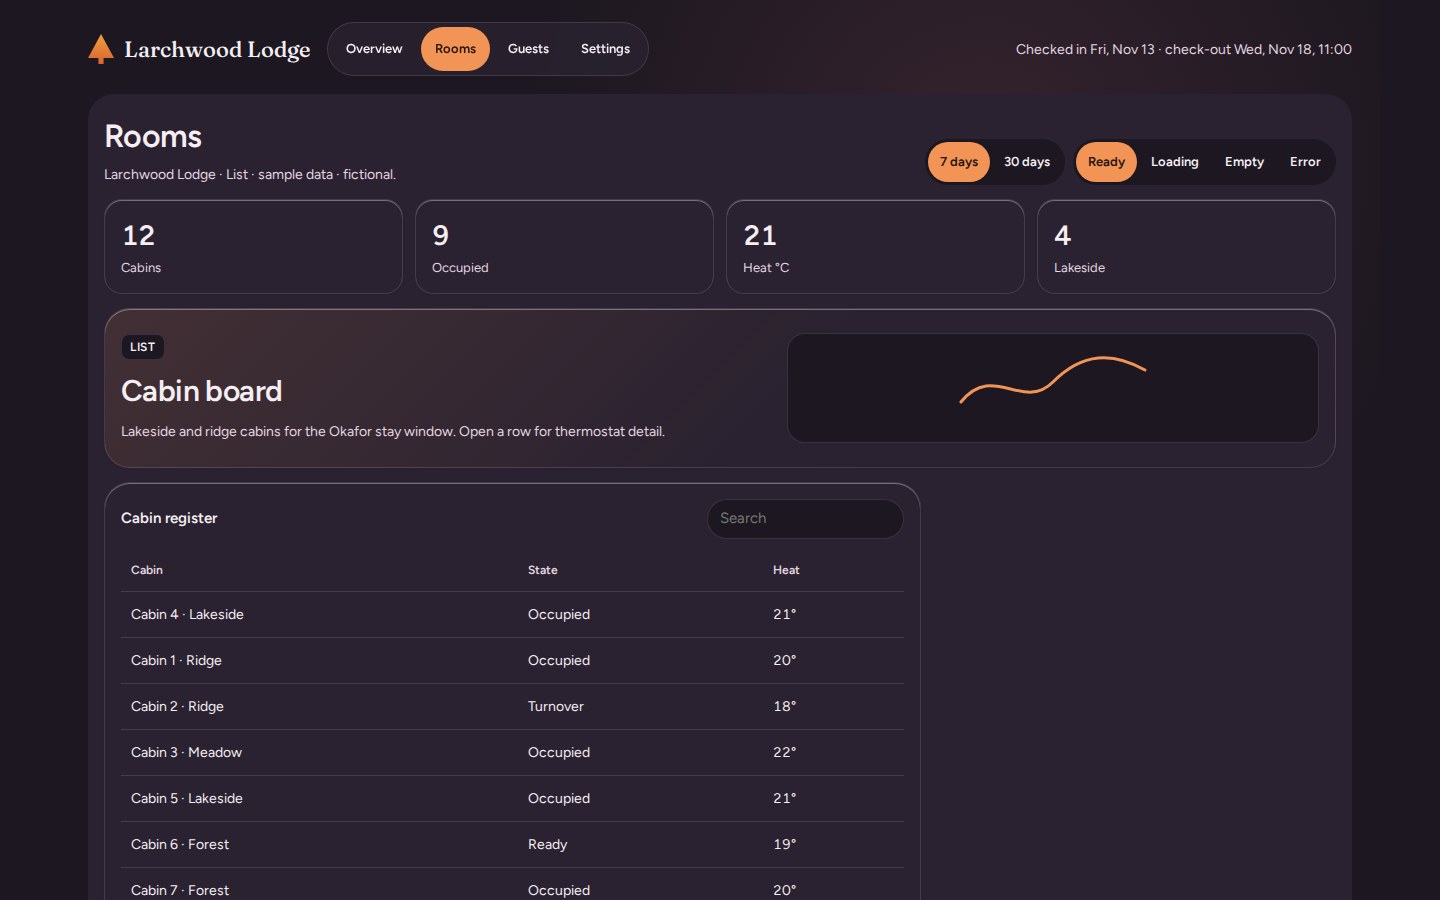 Larchwood Lodge
Overview
Rooms
Guests
Settings
Checked in Fri, Nov 13 · check-out Wed, Nov 18, 11:00
Rooms
Larchwood Lodge · List · sample data · fictional.
7 days
30 days
Ready
Loading
Empty
Error
12
Cabins
9
Occupied
21
Heat °C
4
Lakeside
LIST
Cabin board
Lakeside and ridge cabins for the Okafor stay window. Open a row for thermostat detail.
Cabin register
Search
Cabin State Heat
Cabin 4 · Lakeside Occupied 21°
Cabin 1 · Ridge Occupied 20°
Cabin 2 · Ridge Turnover 18°
Cabin 3 · Meadow Occupied 22°
Cabin 5 · Lakeside Occupied 21°
Cabin 6 · Forest Ready 19°
Cabin 7 · Forest Occupied 20°